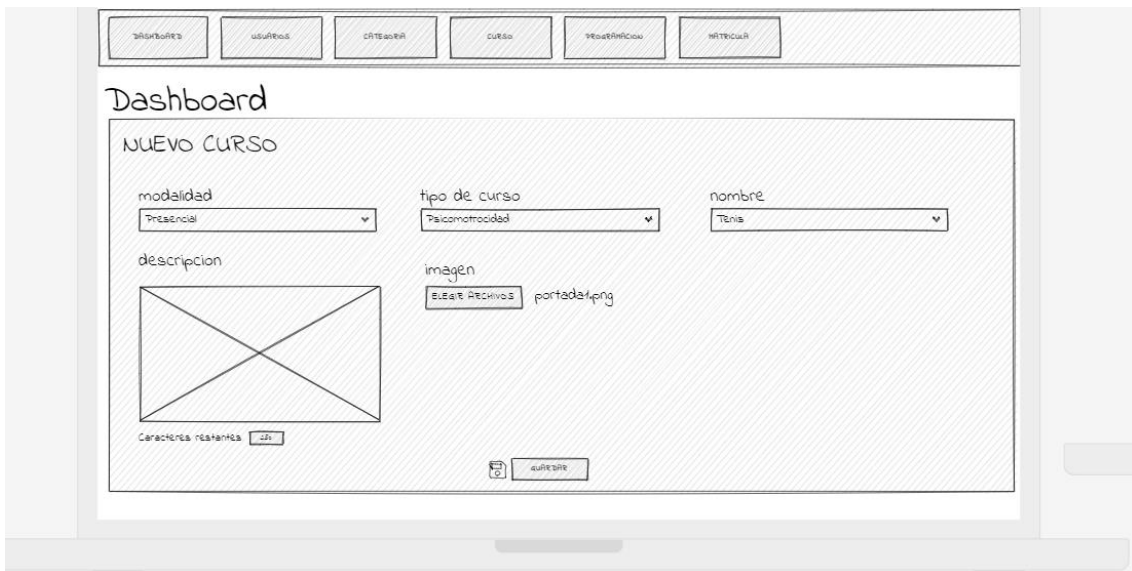 DASHBOARD USUARIOS CATEGORIA CURSO PROGRAMACION MATRICULA
Dashboard
NUEVO CURSO
modalidad tipo de curso nombre
Presencial Psicomotrocidad Tenis
descripcion
imagen
ELEGIR ARCHIVOS portada1.png
Caracteres restantes
GUARDAR